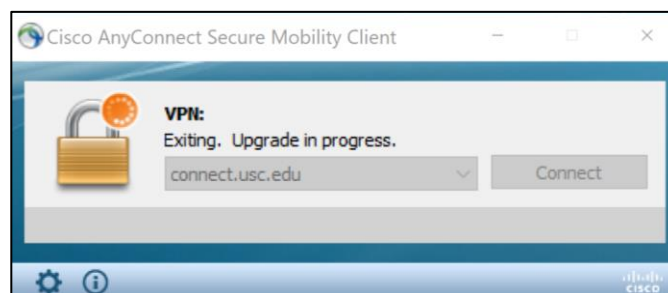 Cisco AnyConnect Secure Mobility Client
VPN:
Exiting. Upgrade in progress.
connect.usc.edu
Connect
CISCO